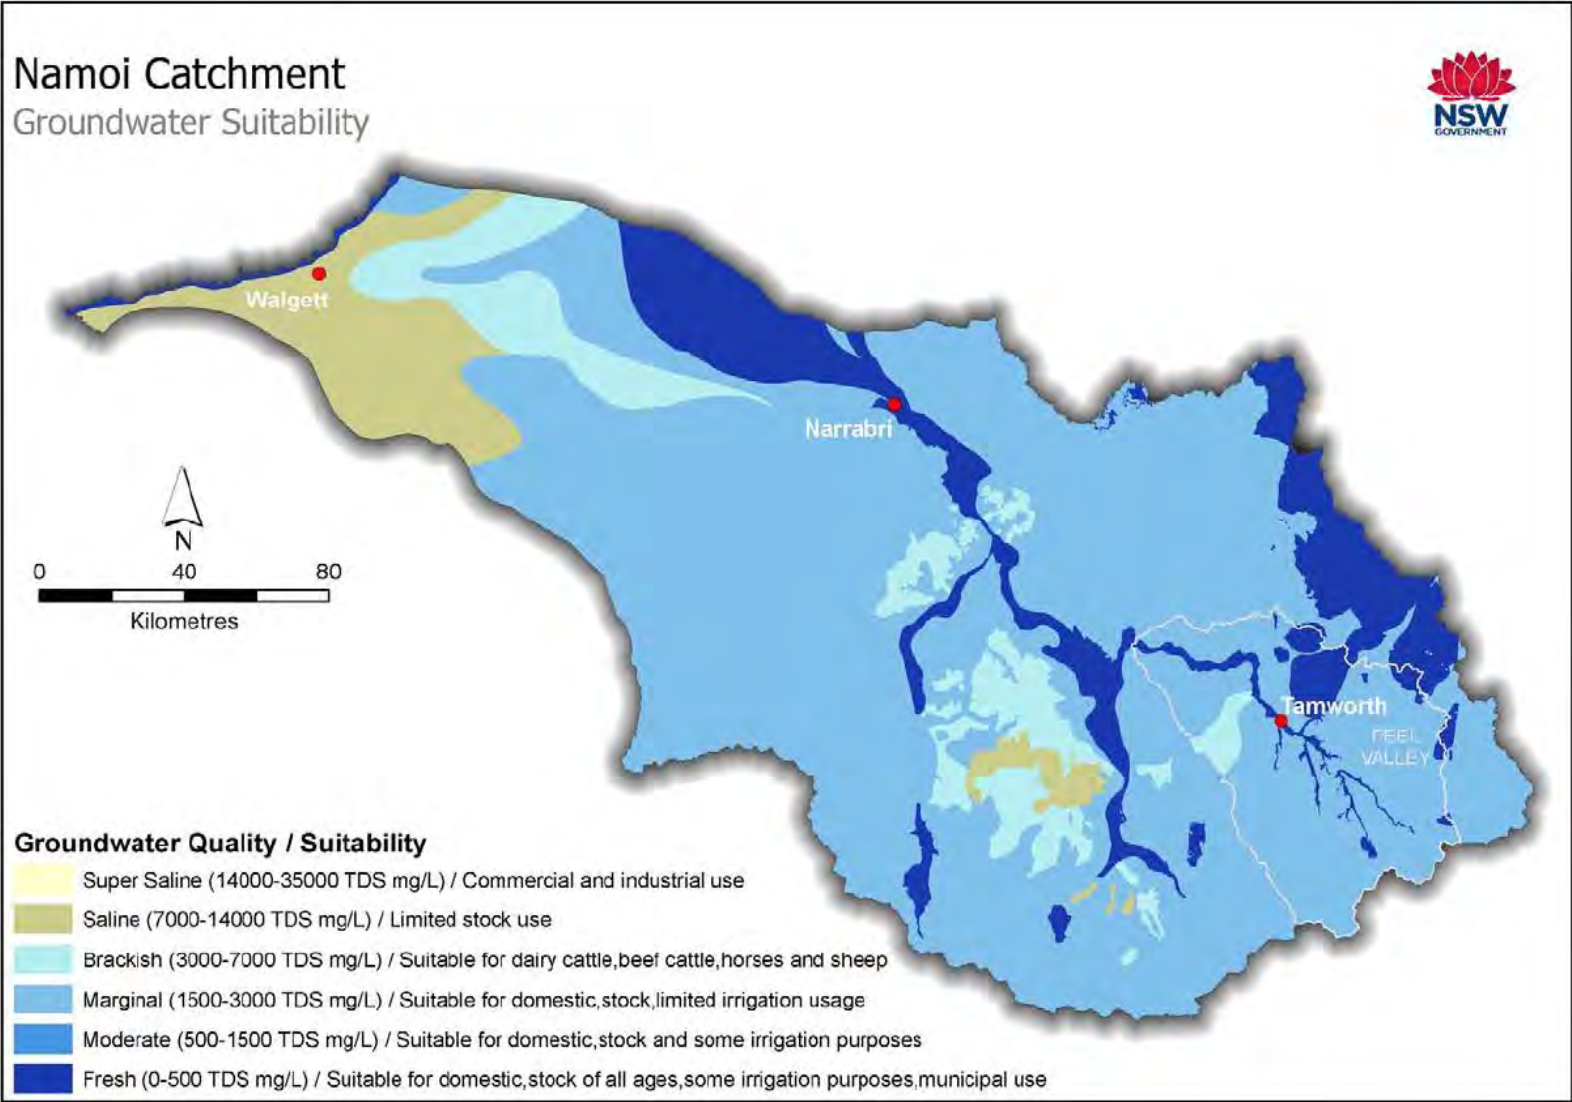 Namoi Catchment
Groundwater Suitability
NSW
GOVERNMENT
Walgett
Narrabri
N
0 40 80
Kilometres
Tamworth
PEEL
VALLEY
Groundwater Quality / Suitability
Super Saline (14000-35000 TDS mg/L) / Commercial and industrial use
Saline (7000-14000 TDS mg/L) / Limited stock use
Brackish (3000-7000 TDS mg/L) / Suitable for dairy cattle,beef cattle,horses and sheep
Marginal (1500-3000 TDS mg/L) / Suitable for domestic,stock,limited irrigation usage
Moderate (500-1500 TDS mg/L) / Suitable for domestic,stock and some irrigation purposes
Fresh (0-500 TDS mg/L) / Suitable for domestic,stock of all ages,some irrigation purposes,municipal use